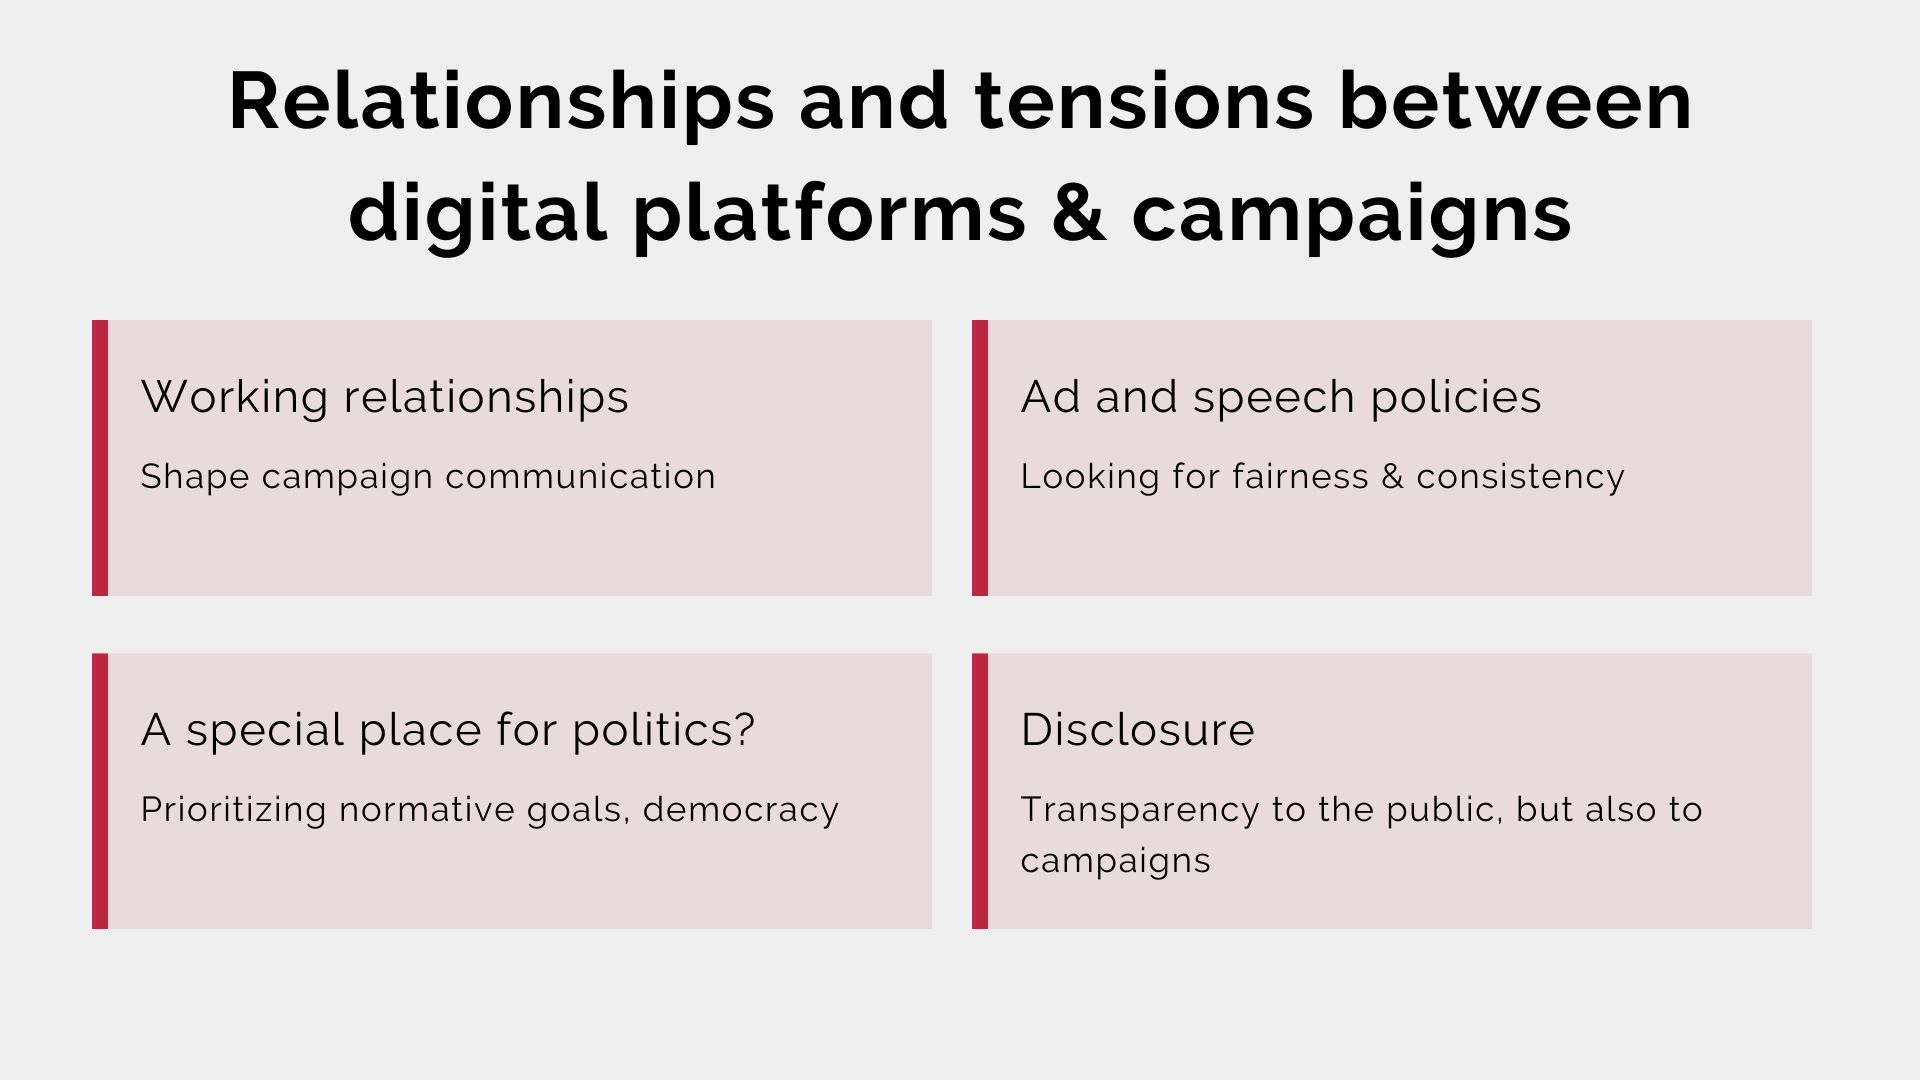 Relationships and tensions between
digital platforms & campaigns
Working relationships
Shape campaign communication
Ad and speech policies
Looking for fairness & consistency
A special place for politics?
Prioritizing normative goals, democracy
Disclosure
Transparency to the public, but also to
campaigns